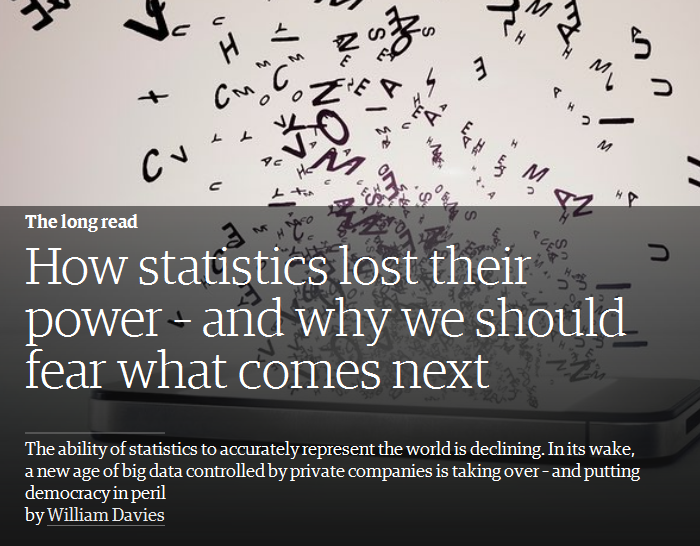 The long read
How statistics lost their
power – and why we should
fear what comes next
The ability of statistics to accurately represent the world is declining. In its wake,
a new age of big data controlled by private companies is taking over – and putting
democracy in peril
by William Davies